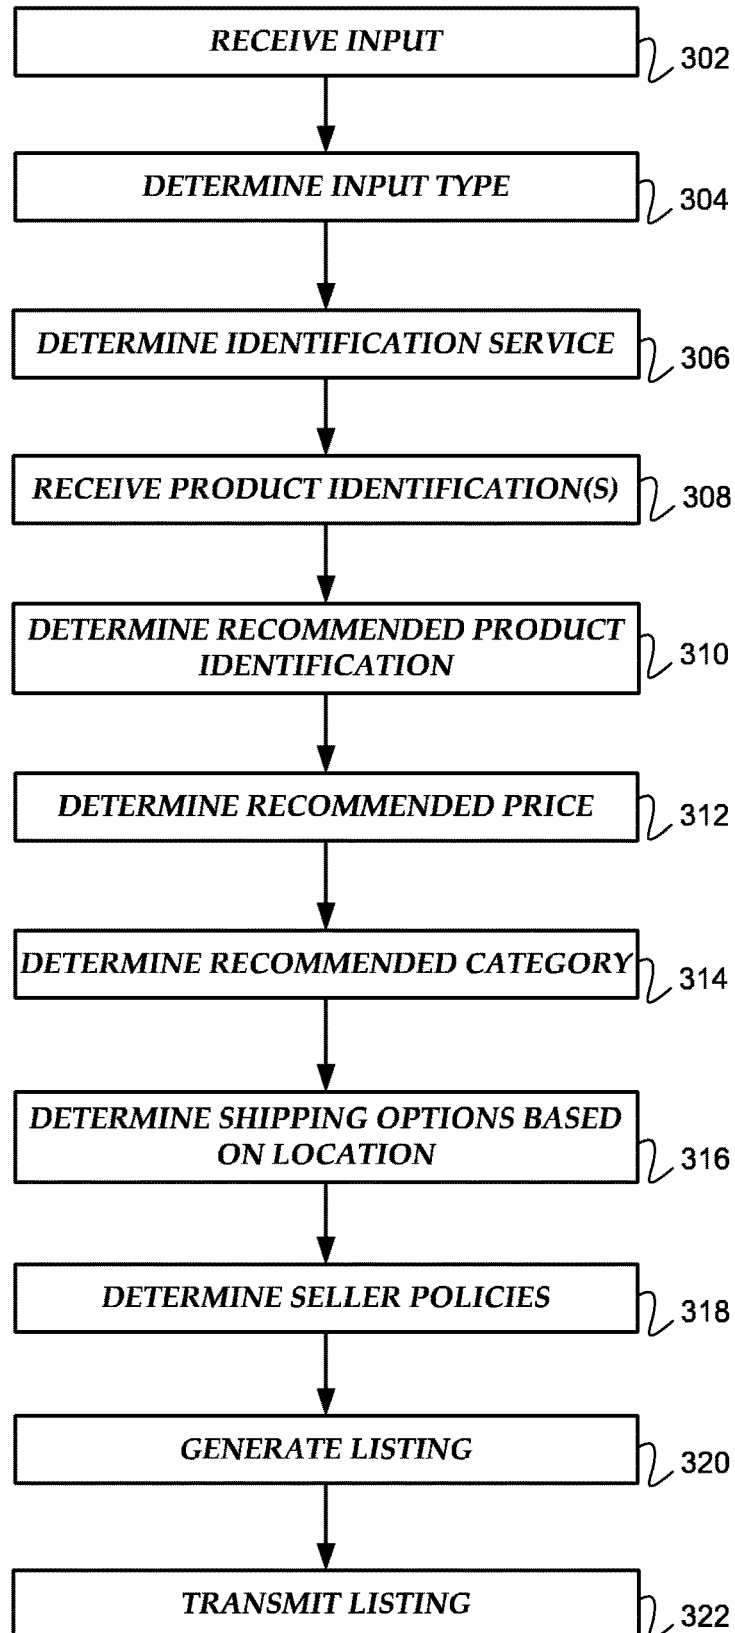 RECEIVE INPUT
302
DETERMINE INPUT TYPE
304
DETERMINE IDENTIFICATION SERVICE
306
RECEIVE PRODUCT IDENTIFICATION(S)
308
DETERMINE RECOMMENDED PRODUCT
IDENTIFICATION
310
DETERMINE RECOMMENDED PRICE
312
DETERMINE RECOMMENDED CATEGORY
314
DETERMINE SHIPPING OPTIONS BASED
ON LOCATION
316
DETERMINE SELLER POLICIES
318
GENERATE LISTING
320
TRANSMIT LISTING
322